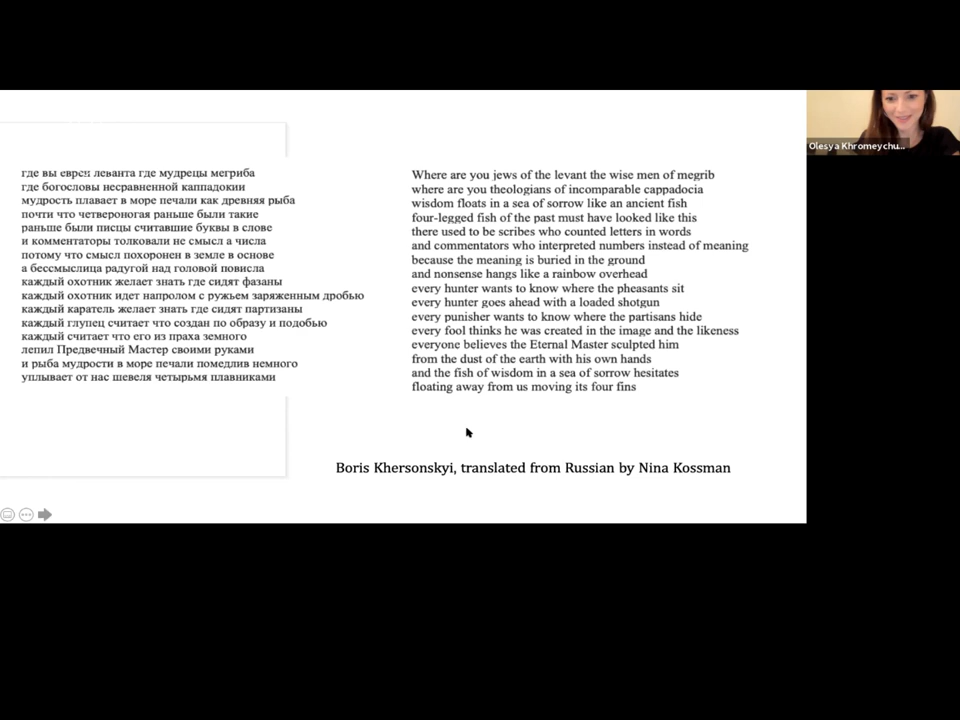 где вы евреи леванта где мудрецы мегриба
где богословы несравненной каппадокии
мудрость плавает в море печали как древняя рыба
почти что четвероногая раньше были такие
раньше были писцы считавшие буквы в слове
и комментаторы толковали не смысл а числа
потому что смысл похоронен в земле в основе
а бессмыслица радугой над головой повисла
каждый охотник желает знать где сидят фазаны
каждый охотник идет напролом с ружьем заряженным дробью
каждый каратель желает знать где сидят партизаны
каждый глупец считает что создан по образу и подобью
каждый считает что его из праха земного
лепил Предвечный Мастер своими руками
и рыба мудрости в море печали помедлив немного
уплывает от нас шевеля четырьмя плавниками
Where are you jews of the levant the wise men of megrib
where are you theologians of incomparable cappadocia
wisdom floats in a sea of sorrow like an ancient fish
four-legged fish of the past must have looked like this
there used to be scribes who counted letters in words
and commentators who interpreted numbers instead of meaning
because the meaning is buried in the ground
and nonsense hangs like a rainbow overhead
every hunter wants to know where the pheasants sit
every hunter goes ahead with a loaded shotgun
every punisher wants to know where the partisans hide
every fool thinks he was created in the image and the likeness
everyone believes the Eternal Master sculpted him
from the dust of the earth with his own hands
and the fish of wisdom in a sea of sorrow hesitates
floating away from us moving its four fins
Boris Khersonskyi, translated from Russian by Nina Kossman
Olesya Khromeychu...